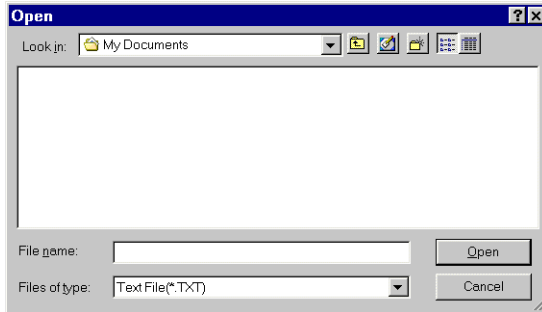 Open
Look in: My Documents
File name:
Open
Files of type: Text File(*.TXT)
Cancel